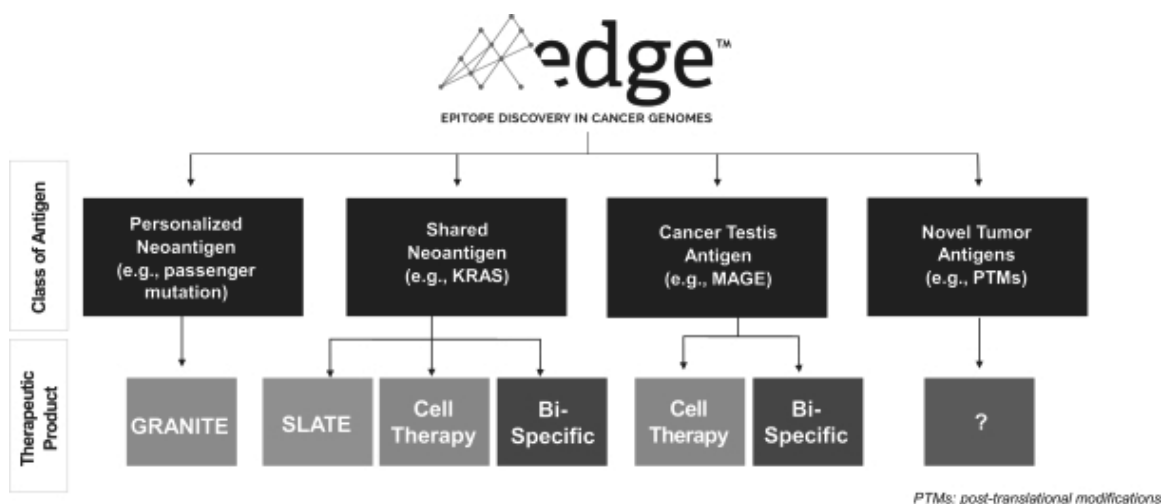 edge™
EPITOPE DISCOVERY IN CANCER GENOMES
Class of Antigen
Personalized
Neoantigen
(e.g., passenger
mutation)
Shared
Neoantigen
(e.g., KRAS)
Cancer Testis
Antigen
(e.g., MAGE)
Novel Tumor
Antigens
(e.g., PTMs)
Therapeutic
Product
GRANITE
SLATE
Cell
Therapy
Bi-
Specific
Cell
Therapy
Bi-
Specific
?
PTMs: post-translational modifications